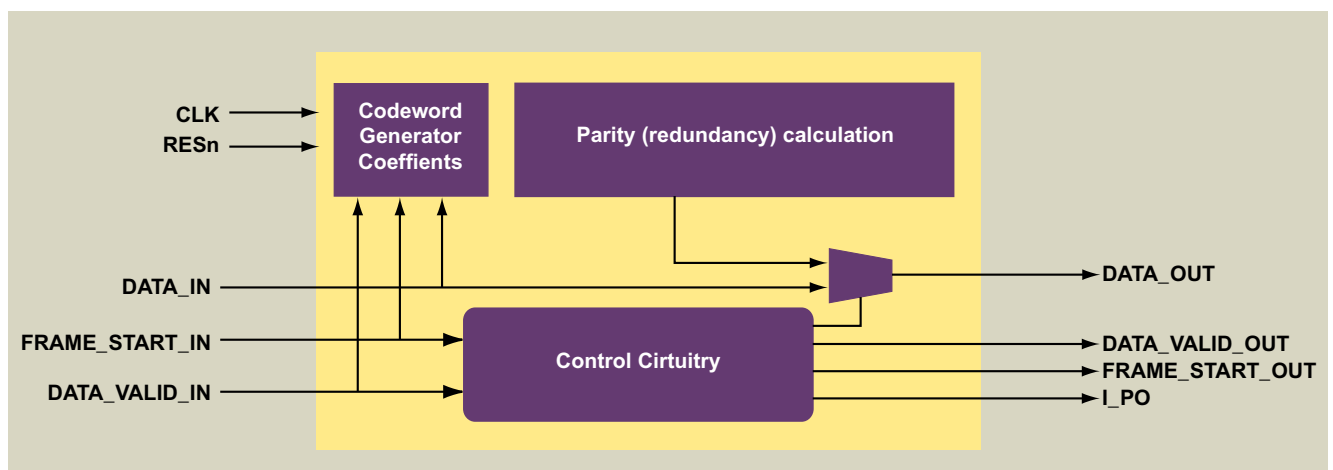 CLK
RESn
Codeword
Generator
Coeffients
Parity (redundancy) calculation
DATA_IN
DATA_OUT
FRAME_START_IN
DATA_VALID_IN
Control Cirtuitry
DATA_VALID_OUT
FRAME_START_OUT
I_PO